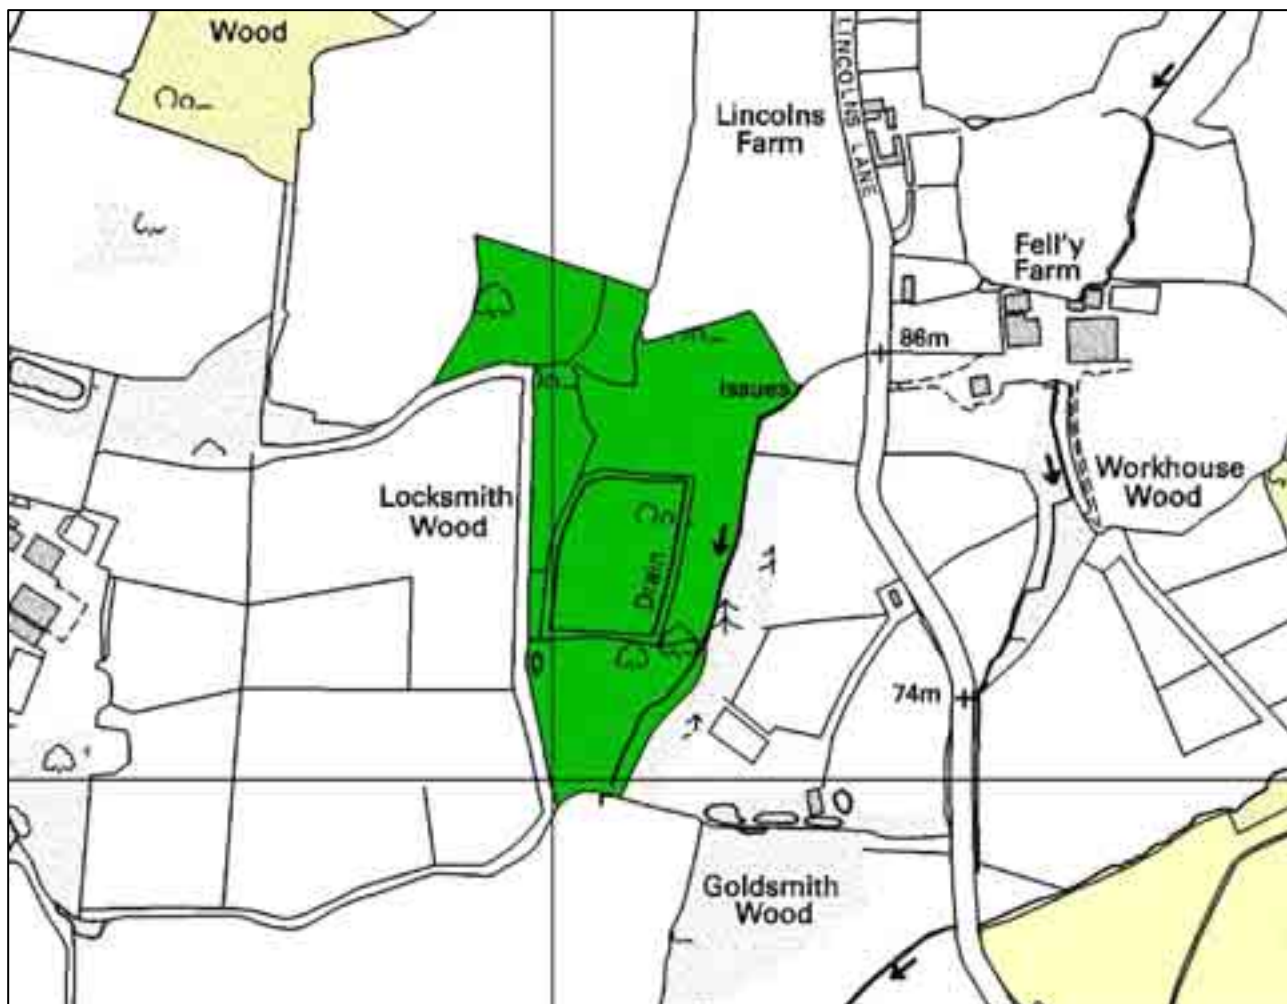 Wood
LINCOLNS LANE
Lincolns
Farm
Fell'y
Farm
86m
issues
Locksmith
Wood
Workhouse
Wood
Drain
74m
Goldsmith
Wood